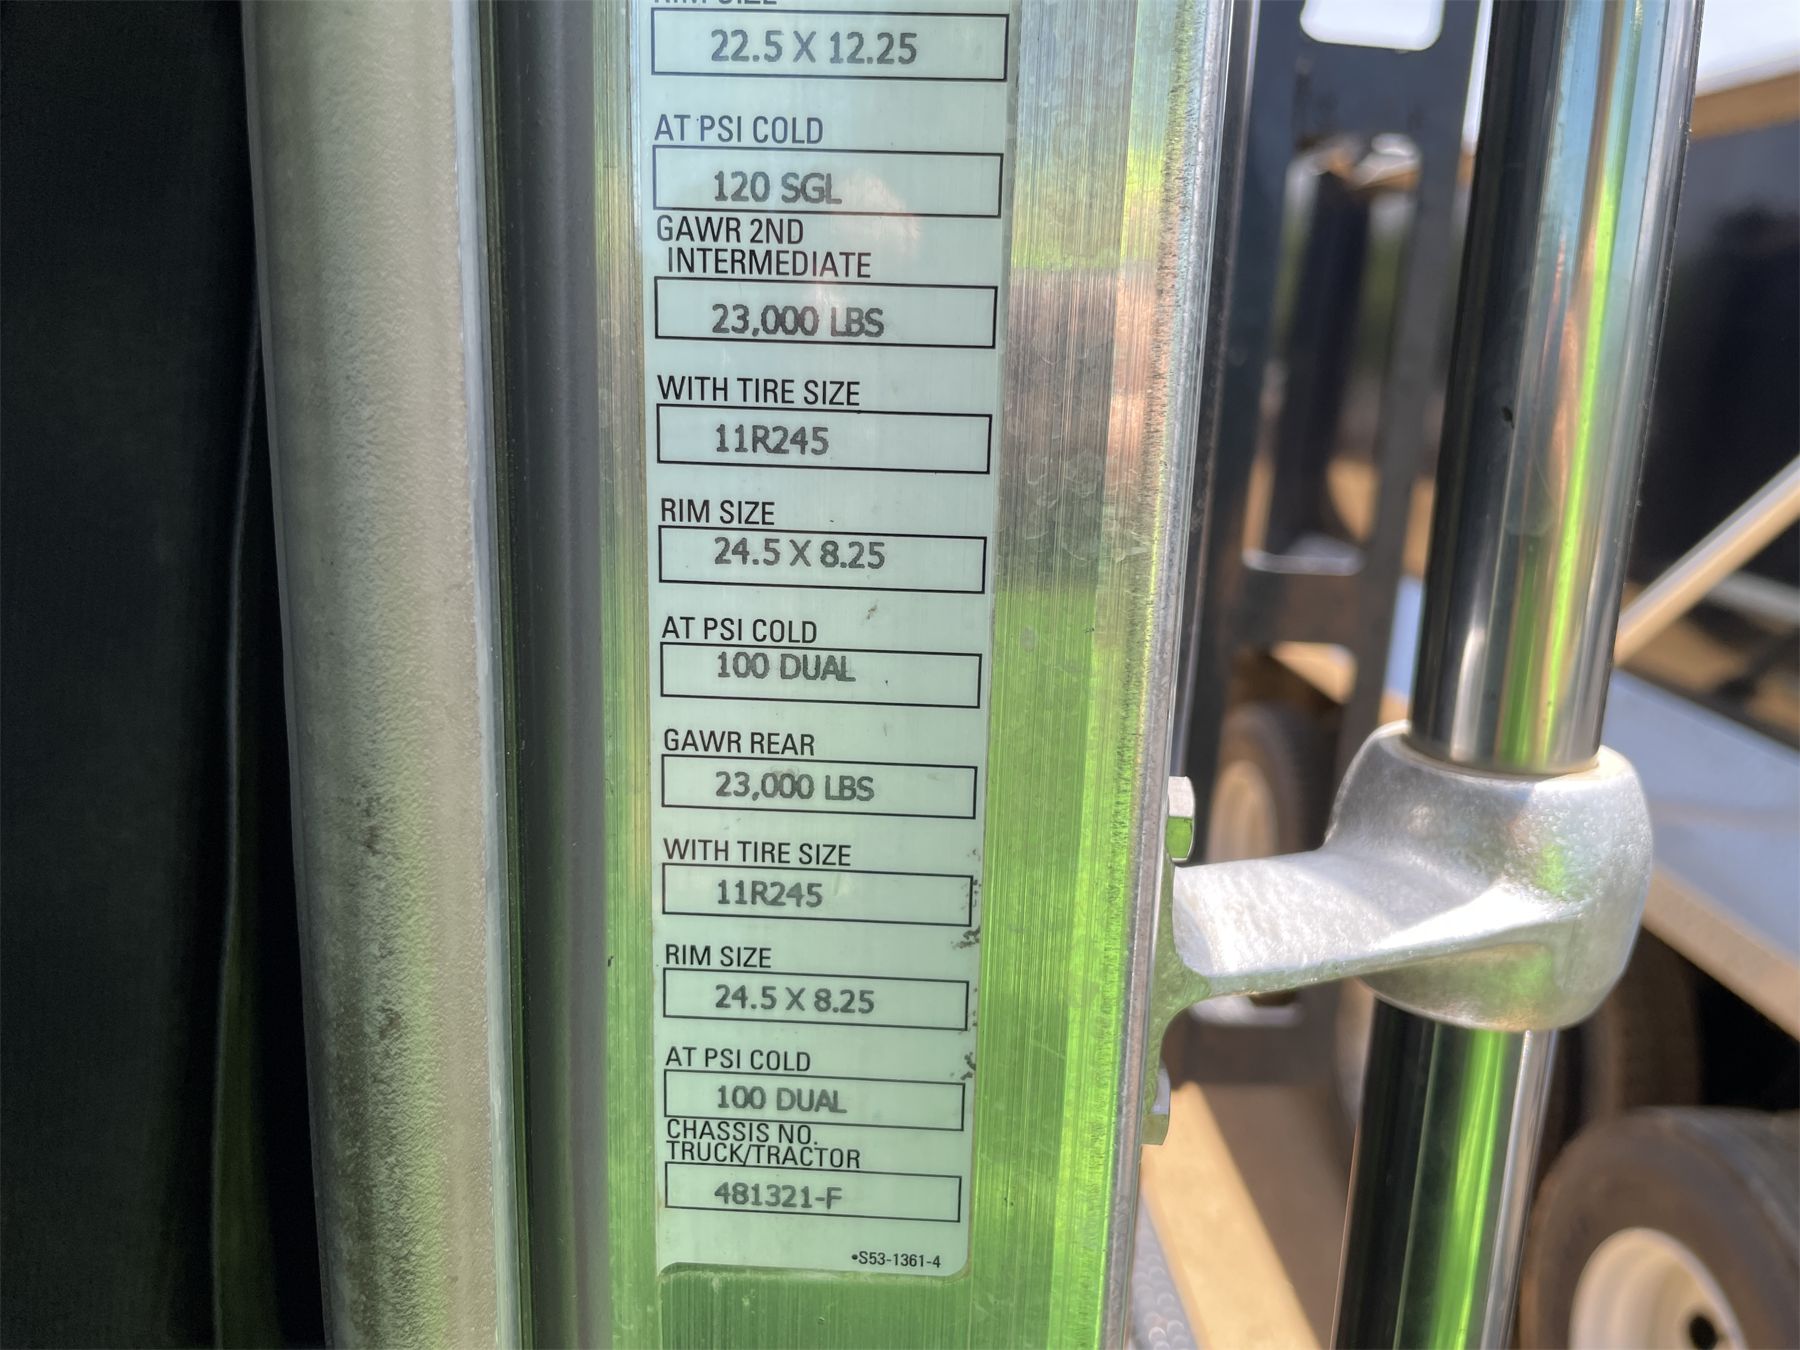 RIM SIZE
22.5 X 12.25
AT PSI COLD
120 SGL
GAWR 2ND
INTERMEDIATE
23,000 LBS
WITH TIRE SIZE
11R245
RIM SIZE
24.5 X 8.25
AT PSI COLD
100 DUAL
GAWR REAR
23,000 LBS
WITH TIRE SIZE
11R245
RIM SIZE
24.5 X 8.25
AT PSI COLD
100 DUAL
CHASSIS NO.
TRUCK/TRACTOR
481321-F
•S53-1361-4